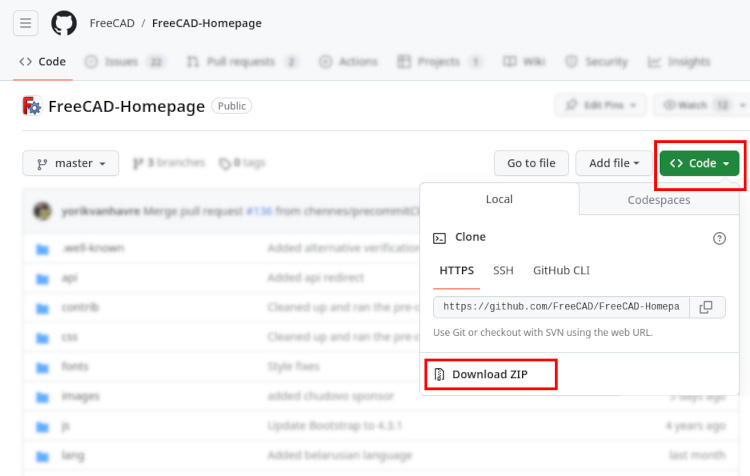 FreeCAD / FreeCAD-Homepage
Code Issues 22 Pull requests 2 Actions Projects 1 Wiki Security Insights
FreeCAD-Homepage Public Edit Pins Watch 12
master 3 branches 0 tags Go to file Add file Code
yorikvanhavre Merge pull request #136 from chennes/precommitCl
Local Codespaces
.well-known Added alternative verification
Clone
api Added api redirect
HTTPS SSH GitHub CLI
contrib Cleaned up and ran the pre-c
https://github.com/FreeCAD/FreeCAD-Homepa
css Cleaned up and ran the pre-c
Use Git or checkout with SVN using the web URL.
fonts Style fixes
Download ZIP
images added chudovo sponsor 5 days ago
js Update Bootstrap to 4.3.1 4 years ago
lang Added belarusian language last month